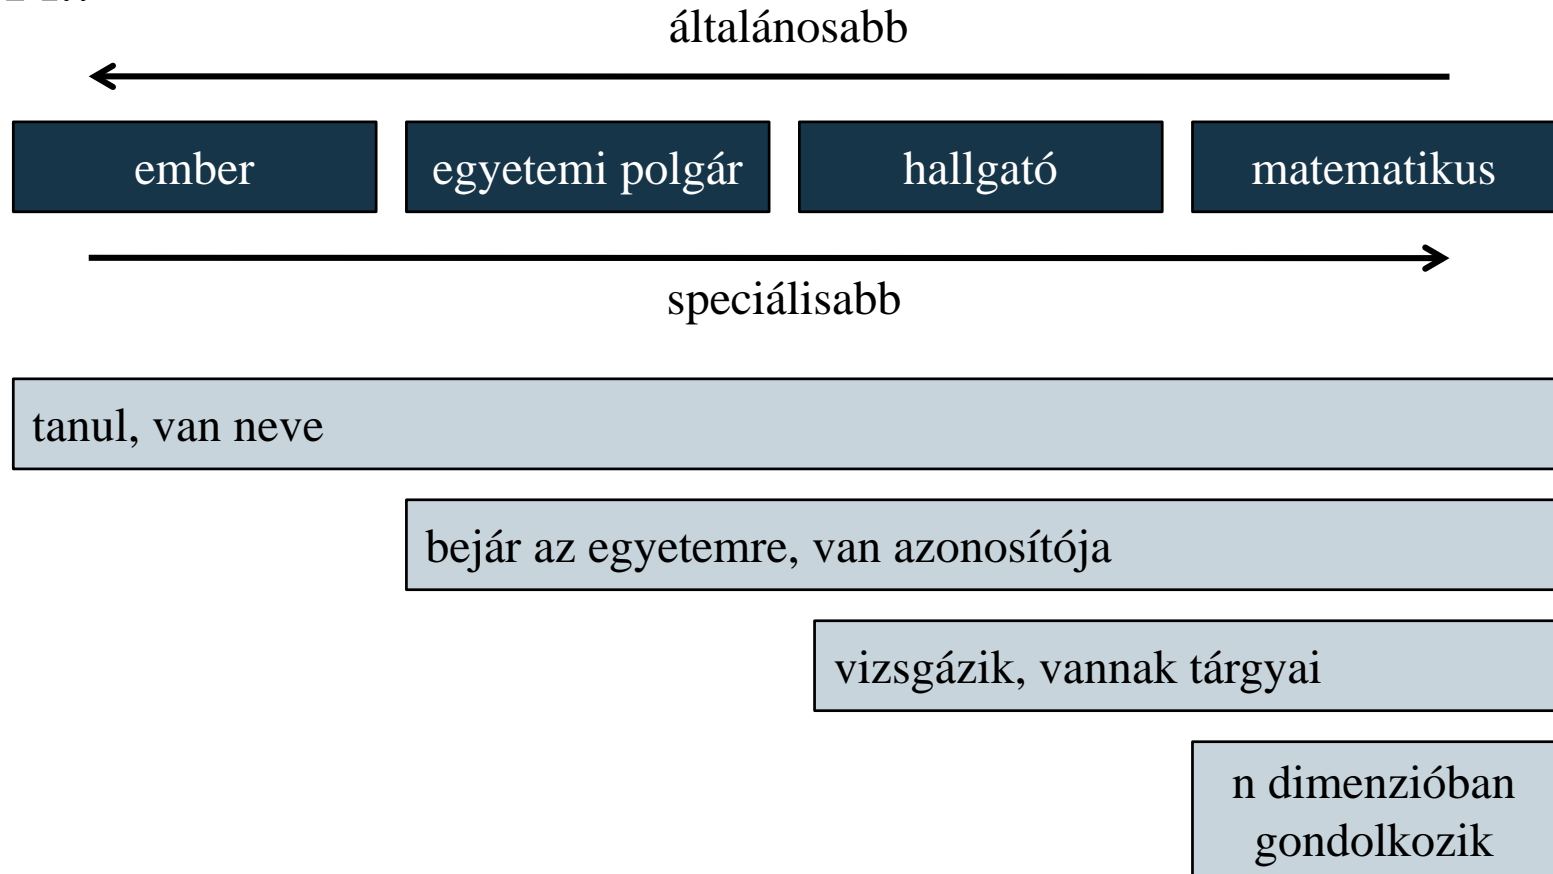 általánosabb
ember egyetemi polgár hallgató matematikus
speciálisabb
tanul, van neve
bejár az egyetemre, van azonosítója
vizsgázik, vannak tárgyai
n dimenzióban
gondolkozik